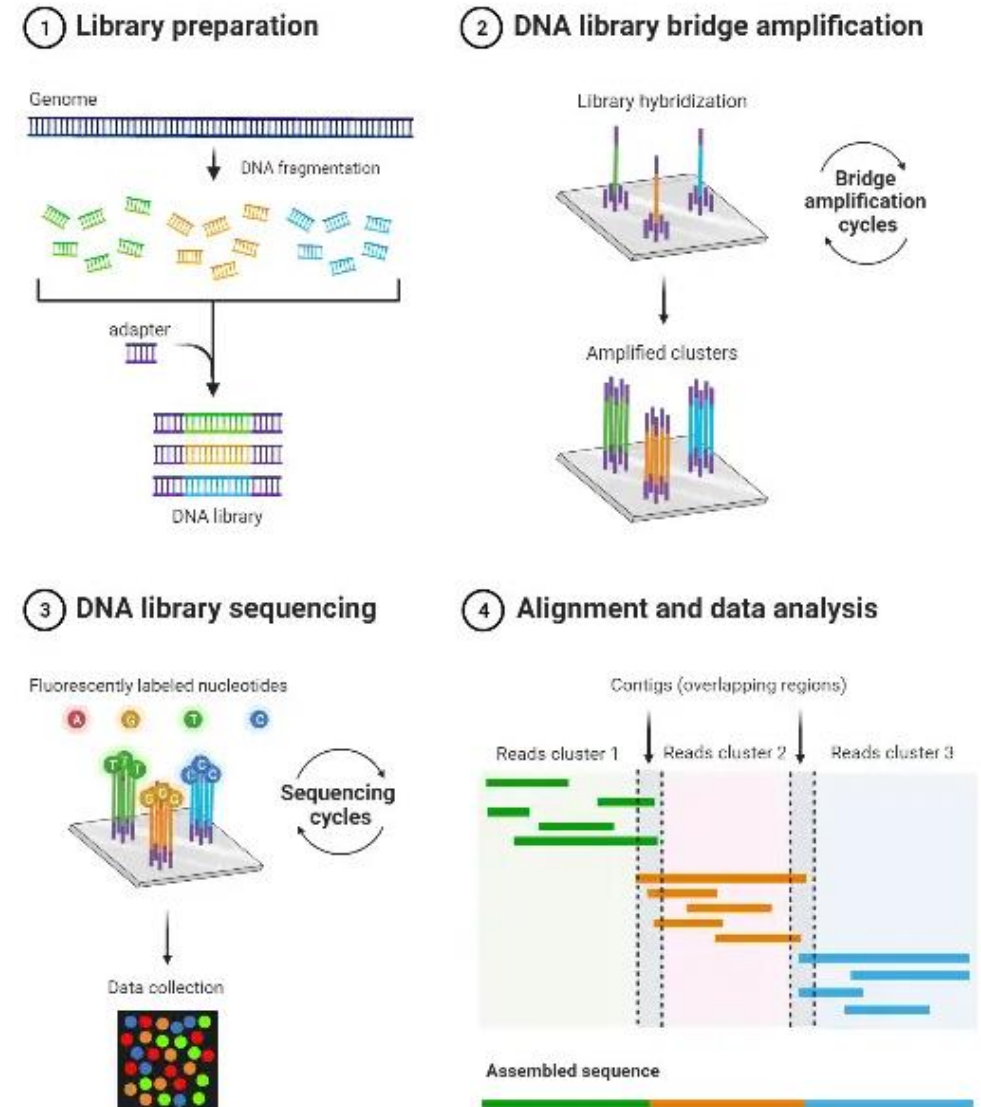 1 Library preparation
Genome
DNA fragmentation
adapter
DNA library
2 DNA library bridge amplification
Library hybridization
Bridge
amplification
cycles
Amplified clusters
3 DNA library sequencing
Fluorescently labeled nucleotides
A G T C
T T T
G G G
C C C
Sequencing
cycles
Data collection
4 Alignment and data analysis
Contigs (overlapping regions)
Reads cluster 1 Reads cluster 2 Reads cluster 3
Assembled sequence